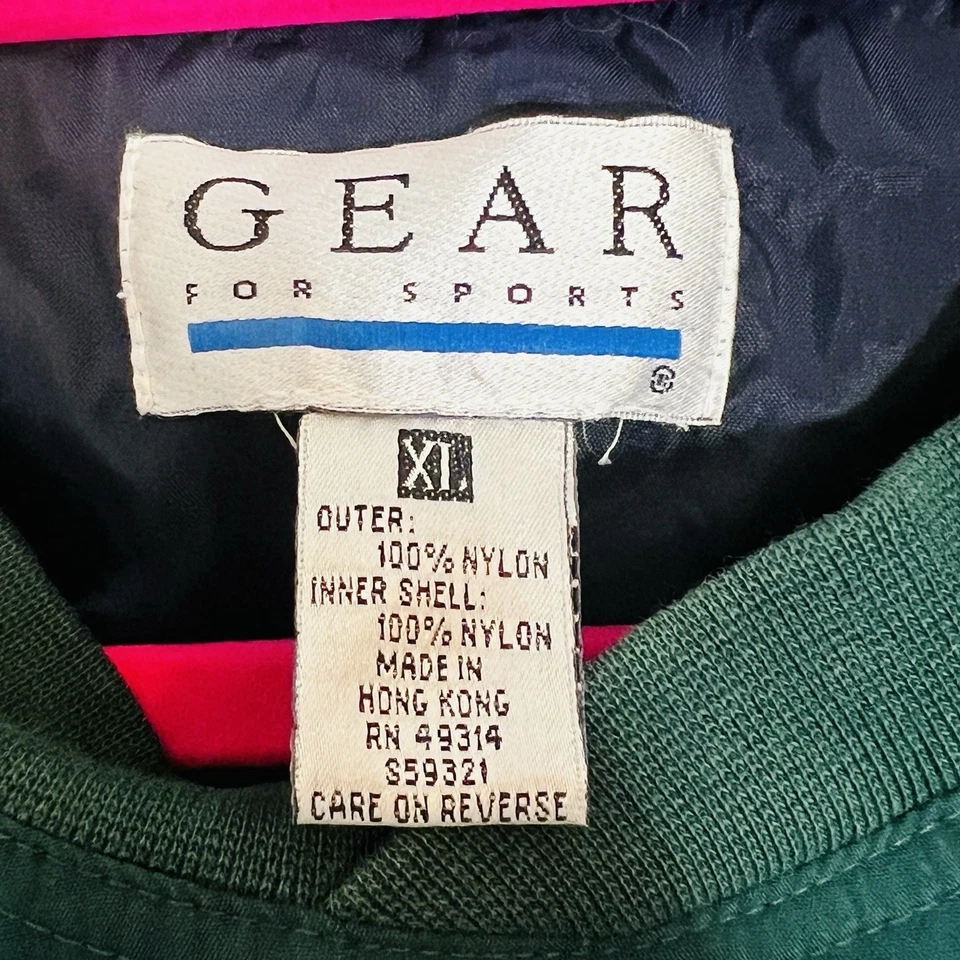 GEAR
FOR SPORTS
®
XL
OUTER:
100% NYLON
INNER SHELL:
100% NYLON
MADE IN
HONG KONG
RN 49314
S59321
CARE ON REVERSE